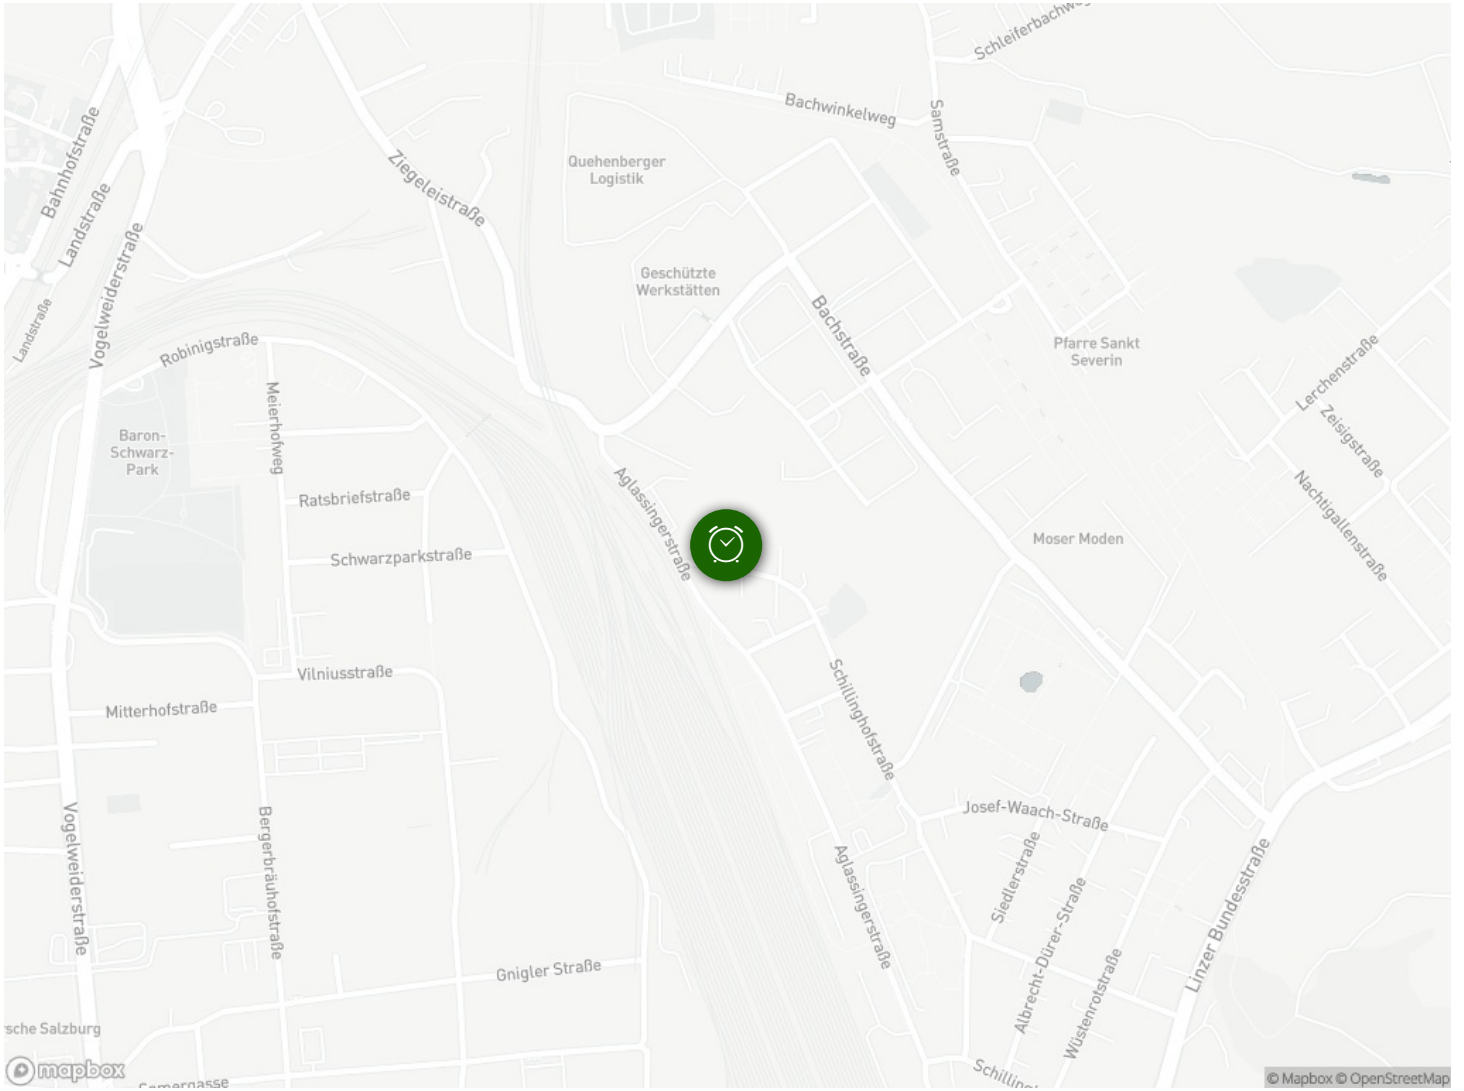 Schleiferbachweg
Bachwinkelweg
Samstraße
Bahnhofstraße
Landstraße
Ziegeleistraße
Quehenberger
Logistik
Vogelweiderstraße
Geschützte
Werkstätten
Landstraße
Robinigstraße
Bachstraße
Pfarre Sankt
Severin
Lerchenstraße
Meierhofweg
Baron-
Schwarz-
Park
Zeisigstraße
Ratsbriefstraße
Aglassingerstraße
Nachtigallenstraße
Moser Moden
Schwarzparkstraße
Vilniusstraße
Mitterhofstraße
Schillinghofstraße
Josef-Waach-Straße
Vogelweiderstraße
Bergerbräuhofstraße
Siedlerstraße
Aglassingerstraße
Linzer Bundesstraße
Albrecht-Dürer-Straße
Gnigler Straße
Wüstenrotstraße
sche Salzburg
mapbox
© Mapbox © OpenStreetMap